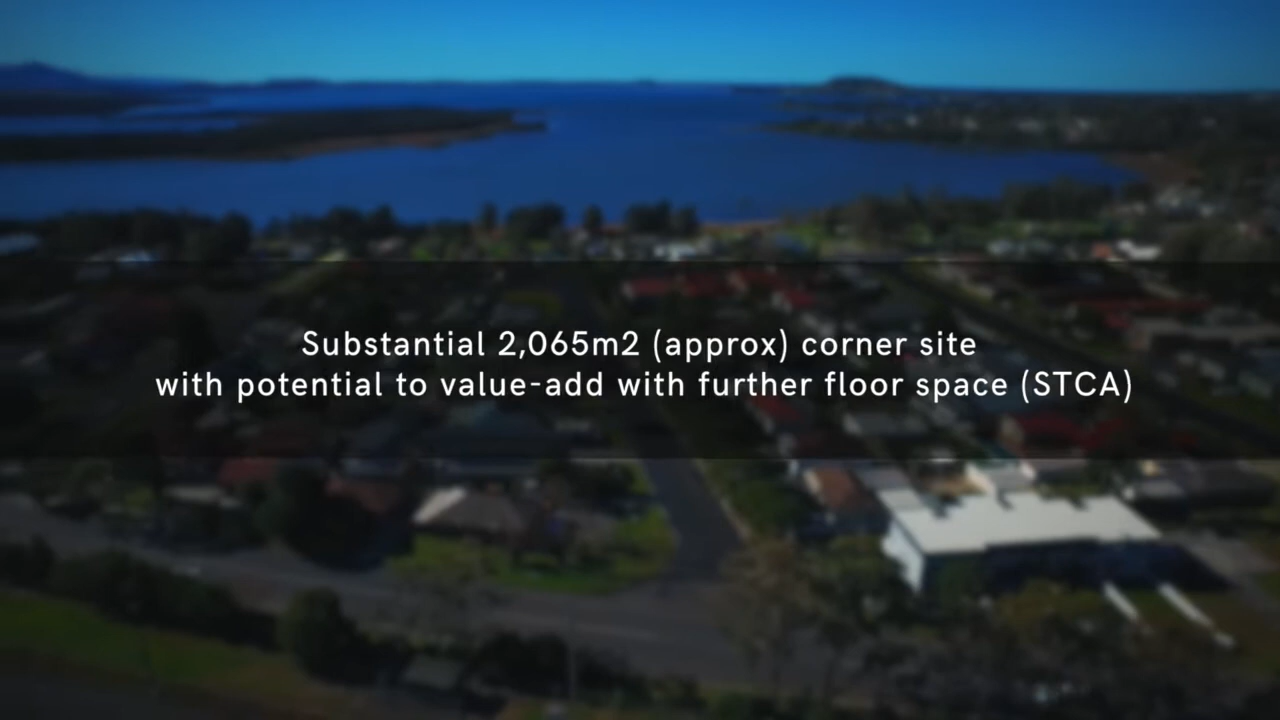 Substantial 2,065m2 (approx) corner site
with potential to value-add with further floor space (STCA)